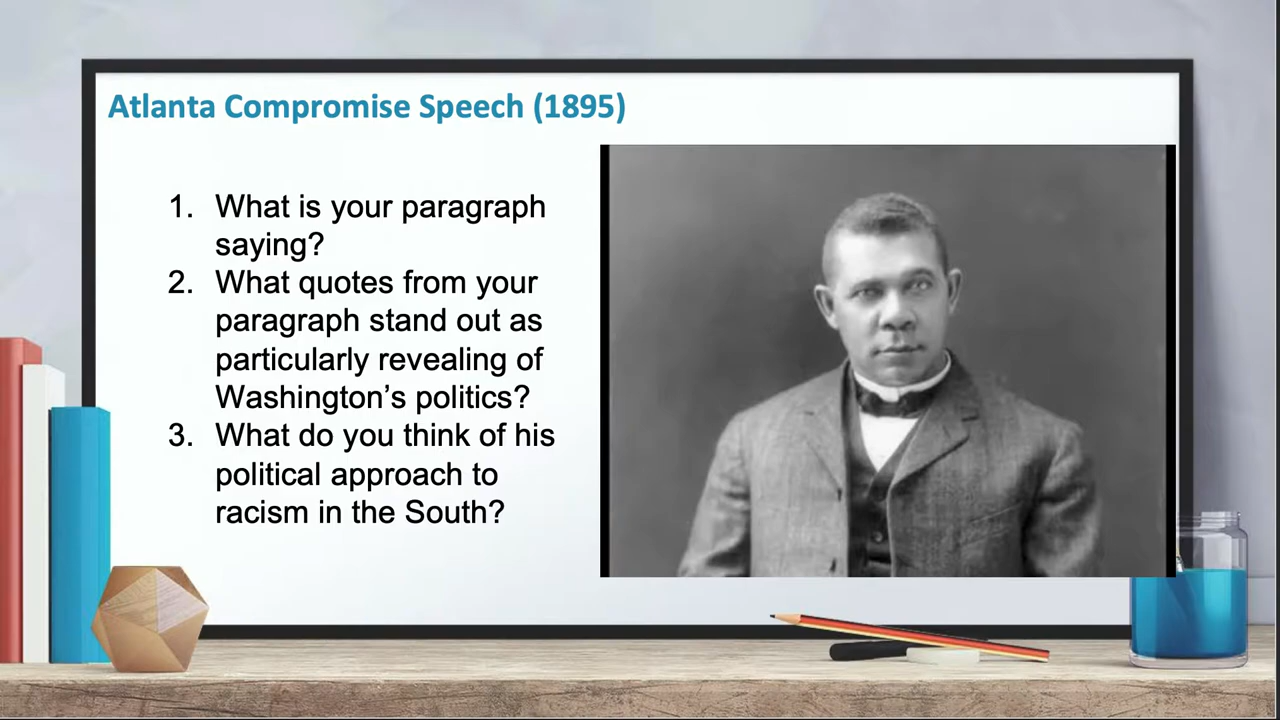 Atlanta Compromise Speech (1895)
1. What is your paragraph
saying?
2. What quotes from your
paragraph stand out as
particularly revealing of
Washington’s politics?
3. What do you think of his
political approach to
racism in the South?